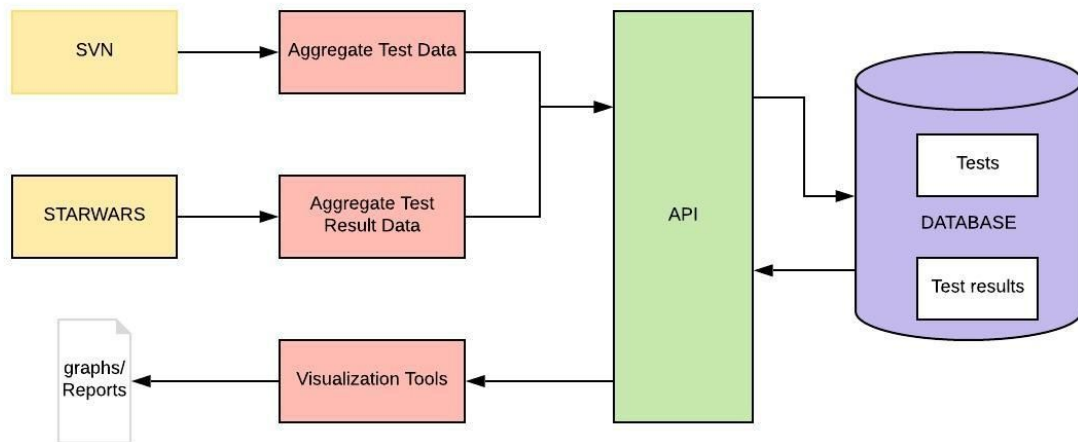 SVN
Aggregate Test Data
STARWARS
Aggregate Test
Result Data
API
Tests
DATABASE
Test results
graphs/
Reports
Visualization Tools